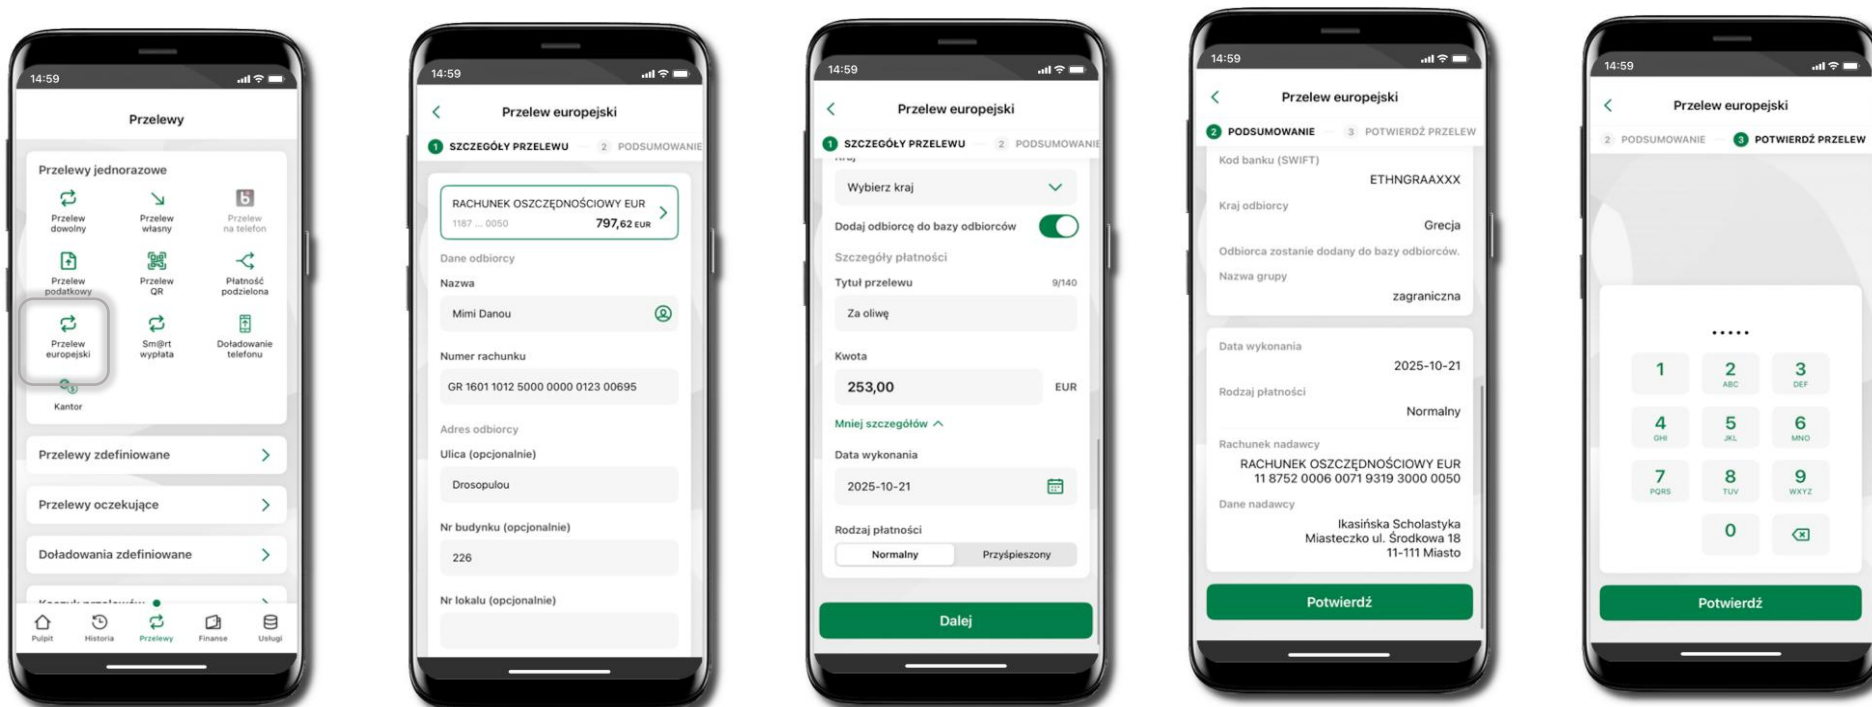 14:59
Przelewy
Przelewy jednorazowe
Przelew
dowolny
Przelew
własny
Przelew
na telefon
Przelew
podatkowy
Przelew
QR
Płatność
podzielona
Przelew
europejski
Sm@rt
wypłata
Doładowanie
telefonu
Kantor
Przelewy zdefiniowane
Przelewy oczekujące
Doładowania zdefiniowane
Koszyk przelewów
Pulpit
Historia
Przelewy
Finanse
Usługi
14:59
Przelew europejski
1 SZCZEGÓŁY PRZELEWU 2 PODSUMOWANIE
RACHUNEK OSZCZĘDNOŚCIOWY EUR
1187 ... 0050 797,62 EUR
Dane odbiorcy
Nazwa
Mimi Danou
Numer rachunku
GR 1601 1012 5000 0000 0123 00695
Adres odbiorcy
Ulica (opcjonalnie)
Drosopulou
Nr budynku (opcjonalnie)
226
Nr lokalu (opcjonalnie)
14:59
Przelew europejski
1 SZCZEGÓŁY PRZELEWU 2 PODSUMOWANIE
Kraj
Wybierz kraj
Dodaj odbiorcę do bazy odbiorców
Szczegóły płatności
Tytuł przelewu 9/140
Za oliwę
Kwota
253,00 EUR
Mniej szczegółów
Data wykonania
2025-10-21
Rodzaj płatności
Normalny Przyśpieszony
Dalej
14:59
Przelew europejski
2 PODSUMOWANIE 3 POTWIERDŹ PRZELEW
Kod banku (SWIFT)
ETHNGRAAXXX
Kraj odbiorcy
Grecja
Odbiorca zostanie dodany do bazy odbiorców.
Nazwa grupy
zagraniczna
Data wykonania
2025-10-21
Rodzaj płatności
Normalny
Rachunek nadawcy
RACHUNEK OSZCZĘDNOŚCIOWY EUR
11 8752 0006 0071 9319 3000 0050
Dane nadawcy
Ikasińska Scholastyka
Miasteczko ul. Środkowa 18
11-111 Miasto
Potwierdź
14:59
Przelew europejski
2 PODSUMOWANIE 3 POTWIERDŹ PRZELEW
1 2 3
ABC DEF
4 5 6
GHI JKL MNO
7 8 9
PQRS TUV WXYZ
0
Potwierdź